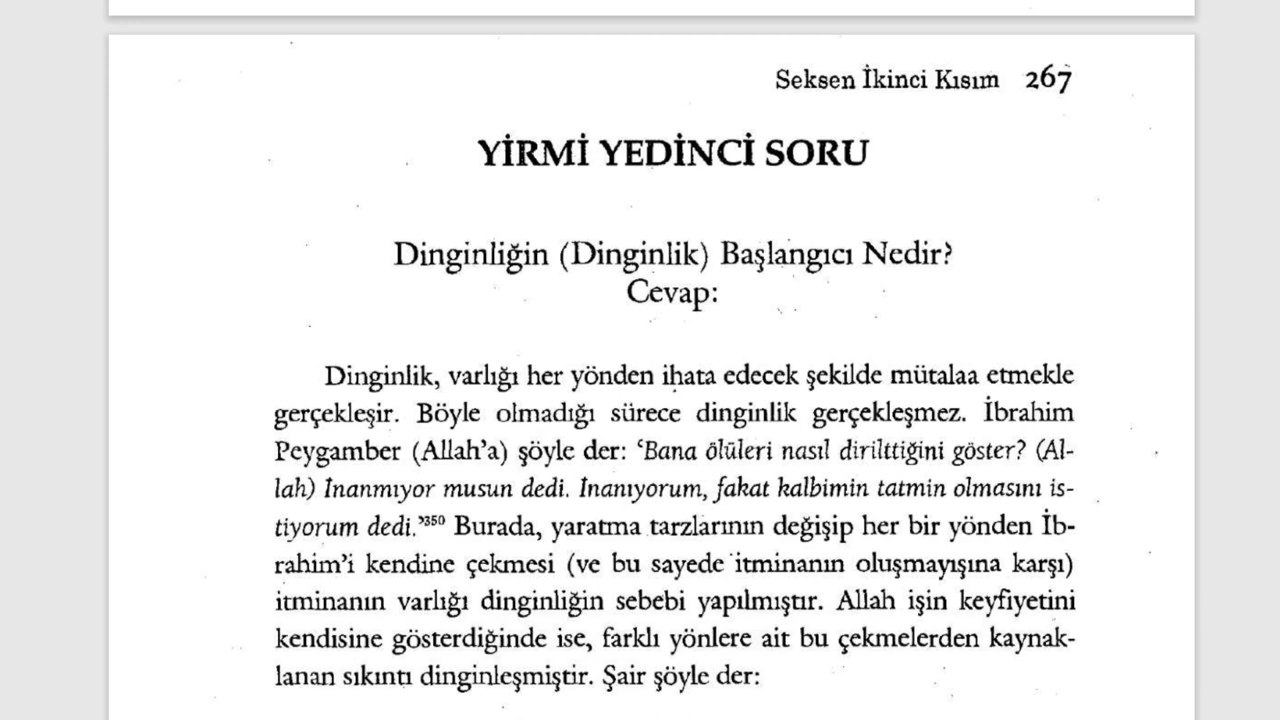 Seksen İkinci Kısım 267
YİRMİ YEDİNCİ SORU
Dinginliğin (Dinginlik) Başlangıcı Nedir?
Cevap:
Dinginlik, varlığı her yönden ihata edecek şekilde mütalaa etmekle
gerçekleşir. Böyle olmadığı sürece dinginlik gerçekleşmez. İbrahim
Peygamber (Allah’a) şöyle der: ‘Bana ölüleri nasıl dirilttiğini göster? (Al-
lah) İnanmıyor musun dedi. İnanıyorum, fakat kalbimin tatmin olmasını is-
tiyorum dedi.’350 Burada, yaratma tarzlarının değişip her bir yönden İb-
rahim’i kendine çekmesi (ve bu sayede itminanın oluşmayışına karşı)
itminanın varlığı dinginliğin sebebi yapılmıştır. Allah işin keyfiyetini
kendisine gösterdiğinde ise, farklı yönlere ait bu çekmelerden kaynak-
lanan sıkıntı dinginleşmiştir. Şair şöyle der: